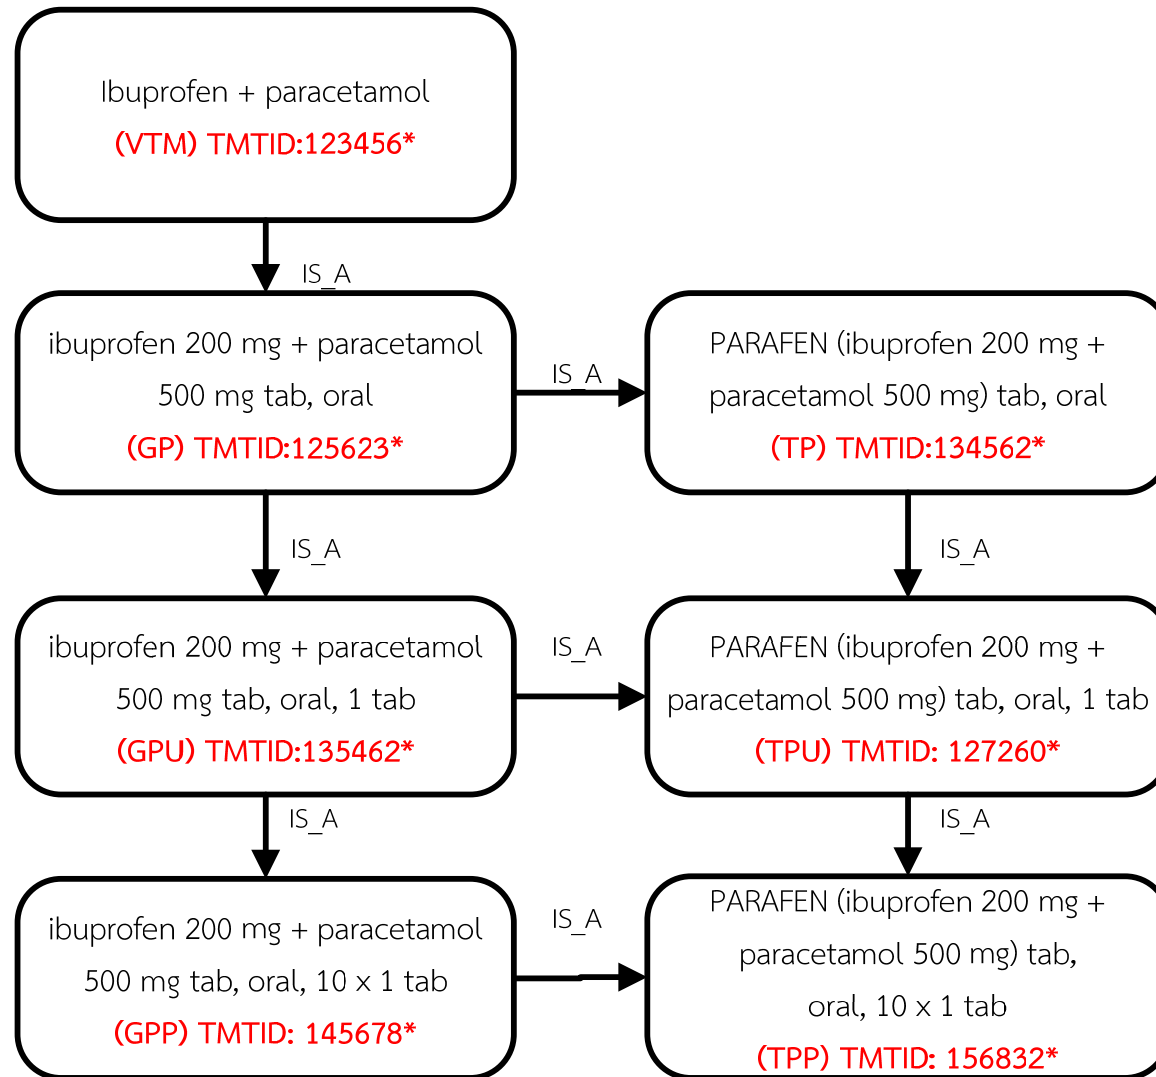 Ibuprofen + paracetamol
(VTM) TMTID:123456*
IS_A
ibuprofen 200 mg + paracetamol
500 mg tab, oral
(GP) TMTID:125623*
IS_A
PARAFEN (ibuprofen 200 mg +
paracetamol 500 mg) tab, oral
(TP) TMTID:134562*
IS_A
IS_A
ibuprofen 200 mg + paracetamol
500 mg tab, oral, 1 tab
(GPU) TMTID:135462*
IS_A
PARAFEN (ibuprofen 200 mg +
paracetamol 500 mg) tab, oral, 1 tab
(TPU) TMTID: 127260*
IS_A
IS_A
ibuprofen 200 mg + paracetamol
500 mg tab, oral, 10 x 1 tab
(GPP) TMTID: 145678*
IS_A
PARAFEN (ibuprofen 200 mg +
paracetamol 500 mg) tab,
oral, 10 x 1 tab
(TPP) TMTID: 156832*